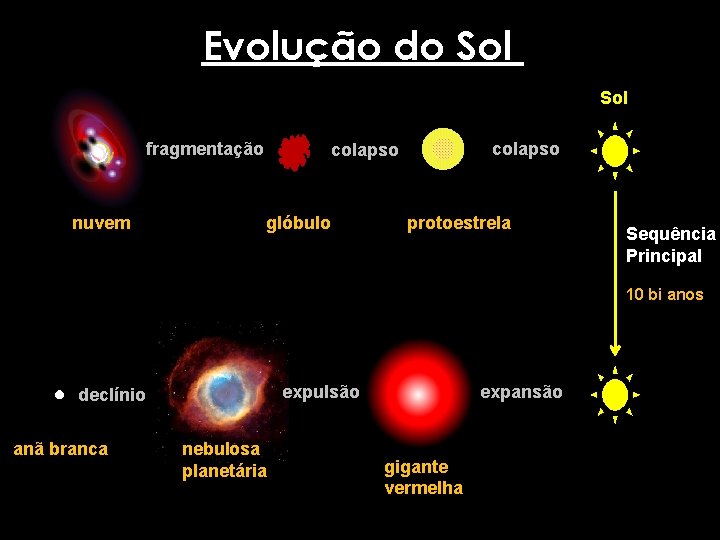 Evolução do Sol
Sol
fragmentação
colapso
colapso
nuvem
glóbulo
protoestrela
Sequência
Principal
10 bi anos
declínio
expulsão
expansão
anã branca
nebulosa
planetária
gigante
vermelha